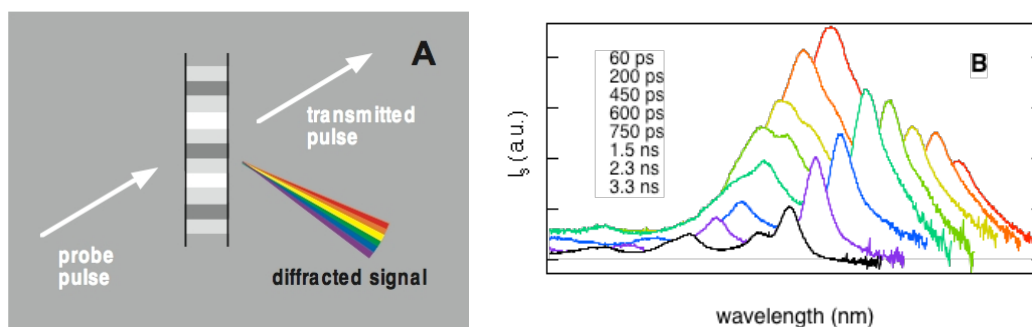 A
transmitted
pulse
probe
pulse
diffracted signal
B
60 ps
200 ps
450 ps
600 ps
750 ps
1.5 ns
2.3 ns
3.3 ns
Is (a.u.)
wavelength (nm)